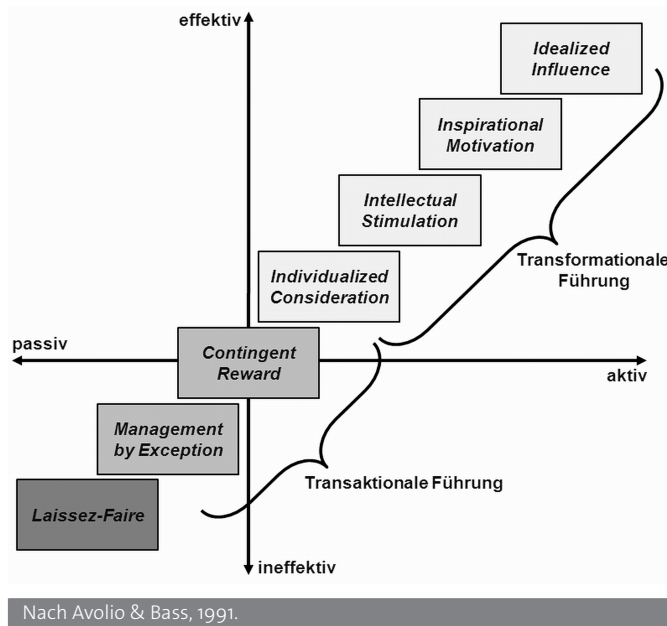 effektiv
Idealized
Influence
Inspirational
Motivation
Intellectual
Stimulation
Transformationale
Führung
Individualized
Consideration
passiv
Contingent
Reward
aktiv
Management
by Exception
Transaktionale Führung
Laissez-Faire
ineffektiv
Nach Avolio & Bass, 1991.